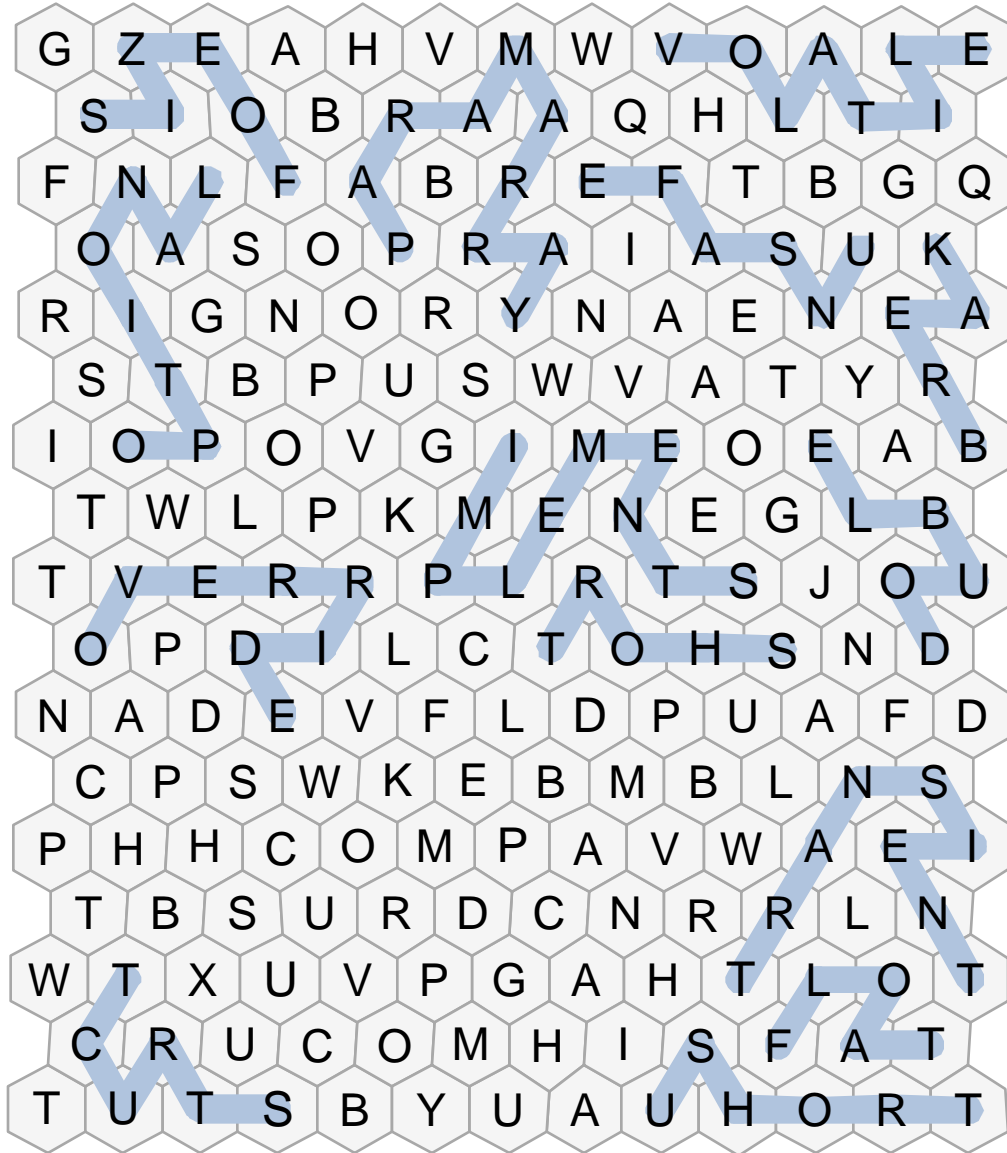 G Z E A H V M W V O A L E
S I O B R A A Q H L T I
F N L F A B R E F T B G Q
O A S O P R A I A S U K
R I G N O R Y N A E N E A
S T B P U S W V A T Y R
I O P O V G I M E O E A B
T W L P K M E N E G L B
T V E R R P L R T S J O U
O P D I L C T O H S N D
N A D E V F L D P U A F D
C P S W K E B M B L N S
P H H C O M P A V W A E I
T B S U R D C N R R L N
W T X U V P G A H T L O T
C R U C O M H I S F A T
T U T S B Y U A U H O R T